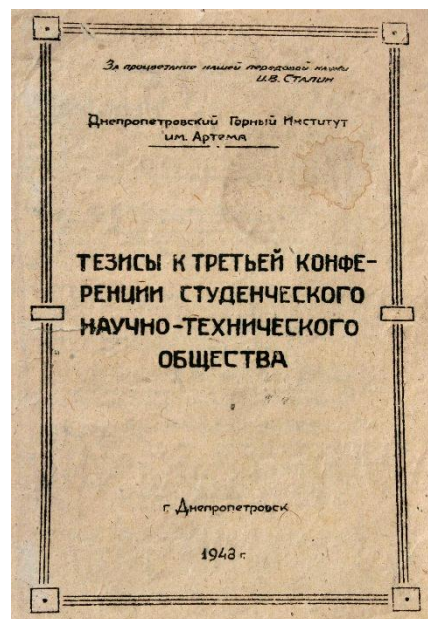 За процветание нашей передовой науки
И.В. Сталин
Днепропетровский Горный Институт
им. Артема
ТЕЗИСЫ К ТРЕТЬЕЙ КОНФЕ-
РЕНЦИИ СТУДЕНЧЕСКОГО
НАУЧНО-ТЕХНИЧЕСКОГО
ОБЩЕСТВА
г. Днепропетровск
1948 г.